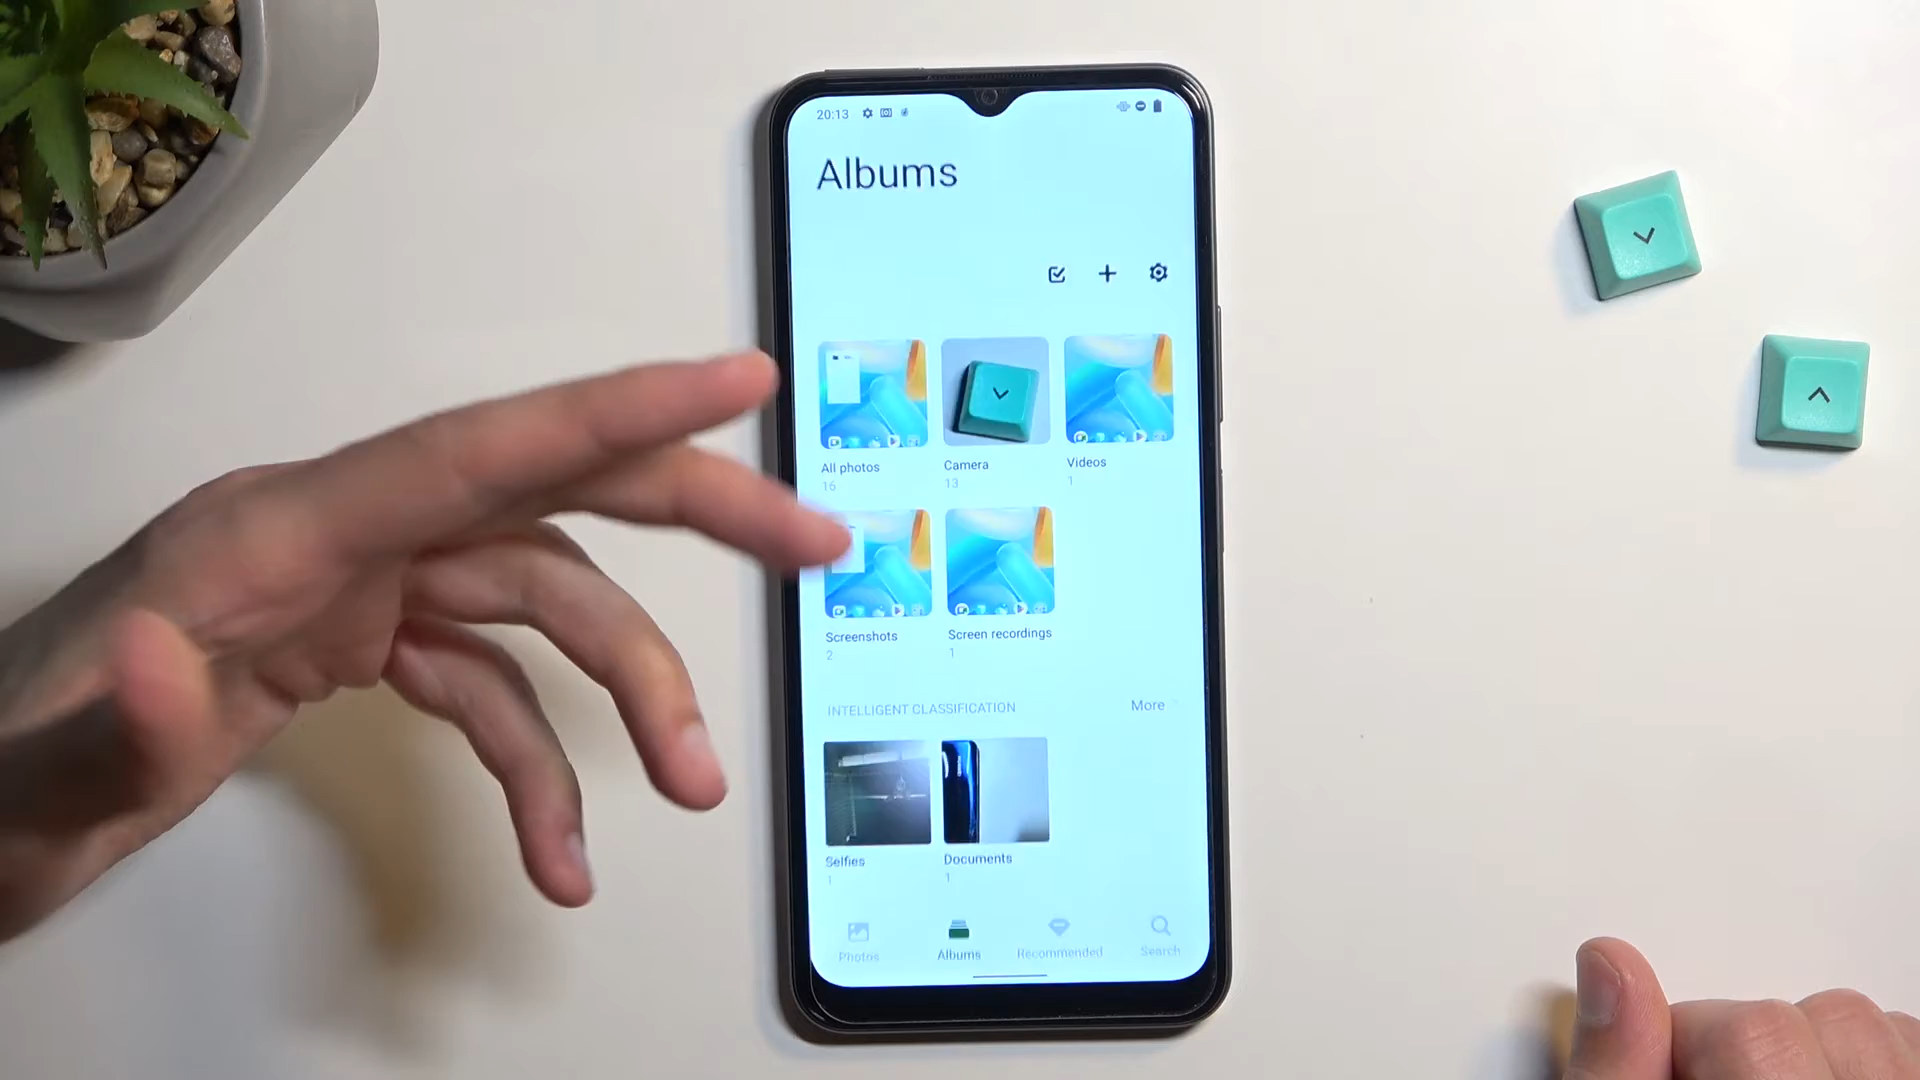 20:13
Albums
All photos
16
Camera
13
Videos
1
Screenshots
2
Screen recordings
1
INTELLIGENT CLASSIFICATION
More
Selfies
1
Documents
1
Photos
Albums
Recommended
Search